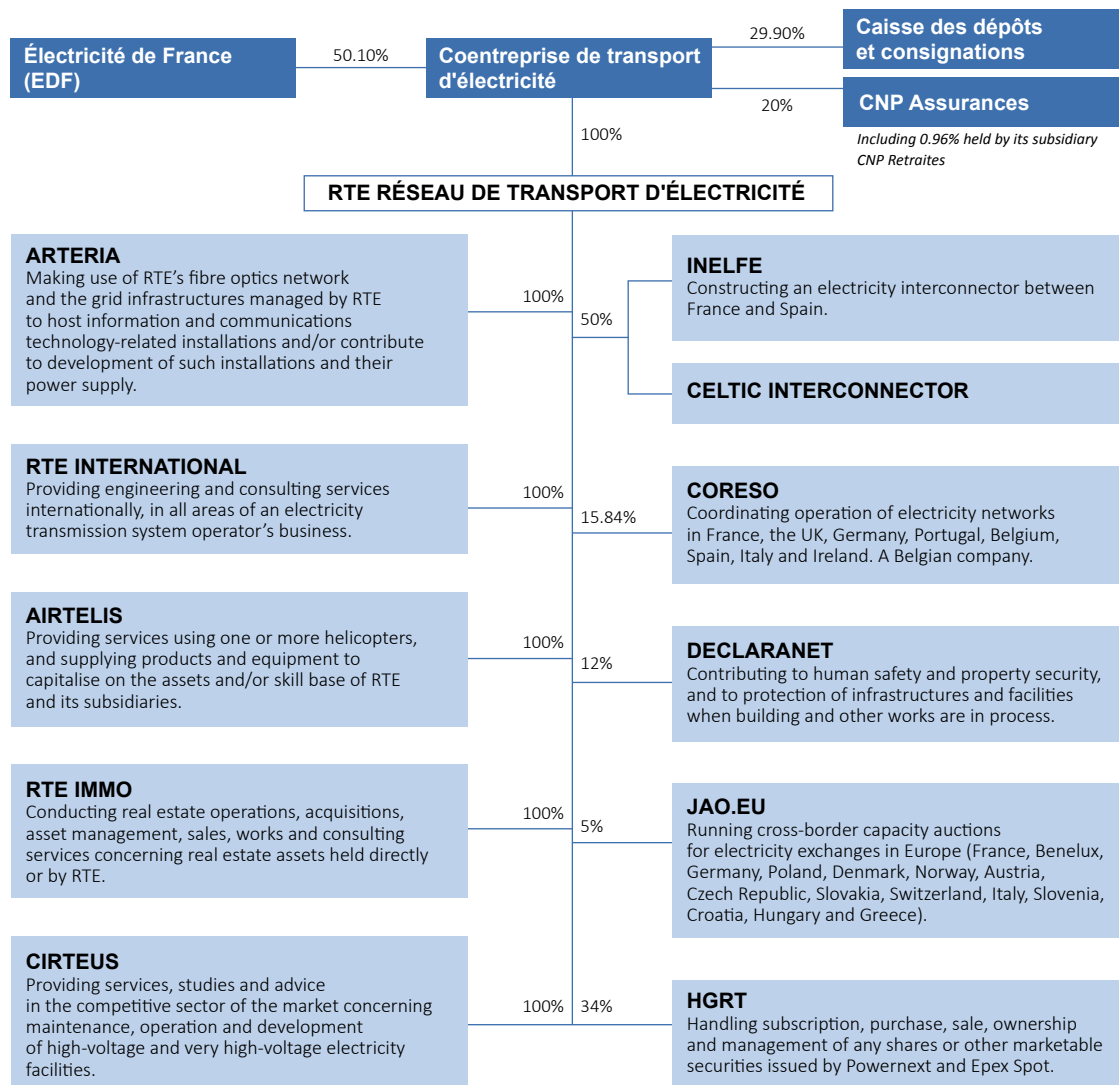 Électricité de France
(EDF)
50.10%
Coentreprise de transport
d'électricité
29.90%
Caisse des dépôts
et consignations
20%
CNP Assurances
Including 0.96% held by its subsidiary
CNP Retraites
100%
RTE RÉSEAU DE TRANSPORT D'ÉLECTRICITÉ
ARTERIA
Making use of RTE's fibre optics network
and the grid infrastructures managed by RTE
to host information and communications
technology-related installations and/or contribute
to development of such installations and their
power supply.
100%
50%
INELFE
Constructing an electricity interconnector between
France and Spain.
CELTIC INTERCONNECTOR
RTE INTERNATIONAL
Providing engineering and consulting services
internationally, in all areas of an electricity
transmission system operator's business.
100%
15.84%
CORESO
Coordinating operation of electricity networks
in France, the UK, Germany, Portugal, Belgium,
Spain, Italy and Ireland. A Belgian company.
AIRTELIS
Providing services using one or more helicopters,
and supplying products and equipment to
capitalise on the assets and/or skill base of RTE
and its subsidiaries.
100%
12%
DECLARANET
Contributing to human safety and property security,
and to protection of infrastructures and facilities
when building and other works are in process.
RTE IMMO
Conducting real estate operations, acquisitions,
asset management, sales, works and consulting
services concerning real estate assets held directly
or by RTE.
100%
5%
JAO.EU
Running cross-border capacity auctions
for electricity exchanges in Europe (France, Benelux,
Germany, Poland, Denmark, Norway, Austria,
Czech Republic, Slovakia, Switzerland, Italy, Slovenia,
Croatia, Hungary and Greece).
CIRTEUS
Providing services, studies and advice
in the competitive sector of the market concerning
maintenance, operation and development
of high-voltage and very high-voltage electricity
facilities.
100%
34%
HGRT
Handling subscription, purchase, sale, ownership
and management of any shares or other marketable
securities issued by Powernext and Epex Spot.